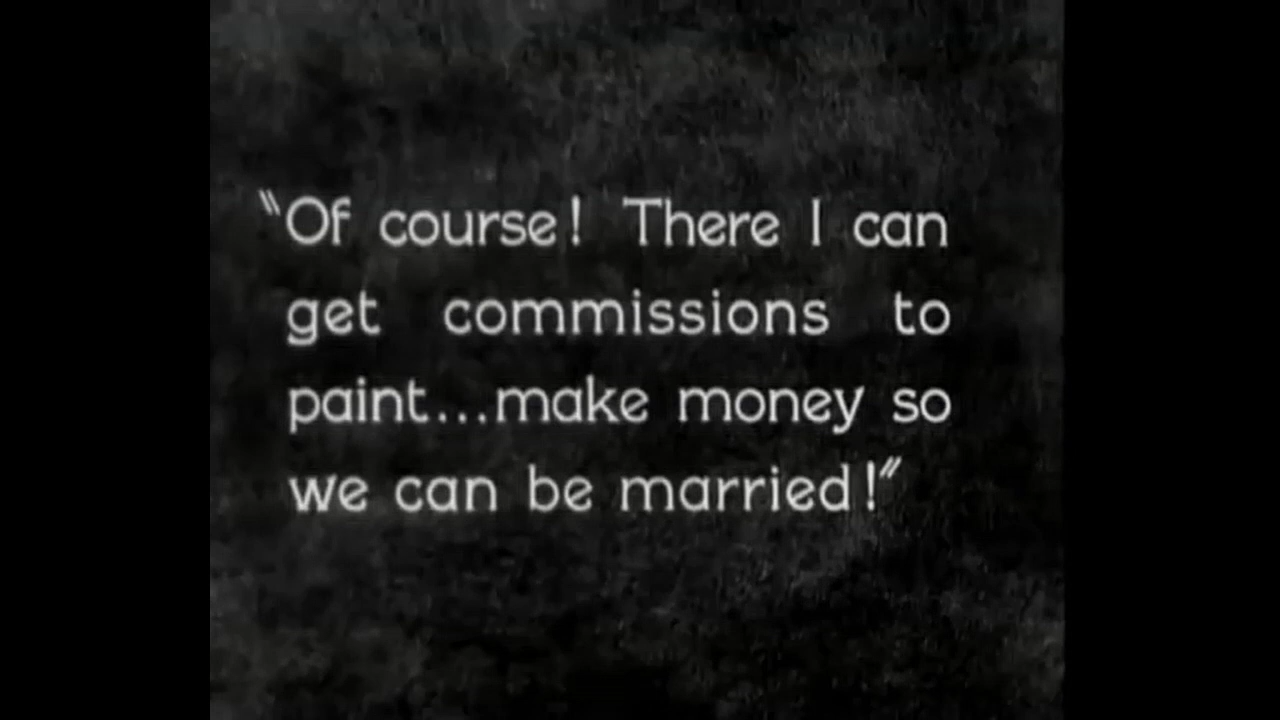 "Of course! There I can
get commissions to
paint...make money so
we can be married!"